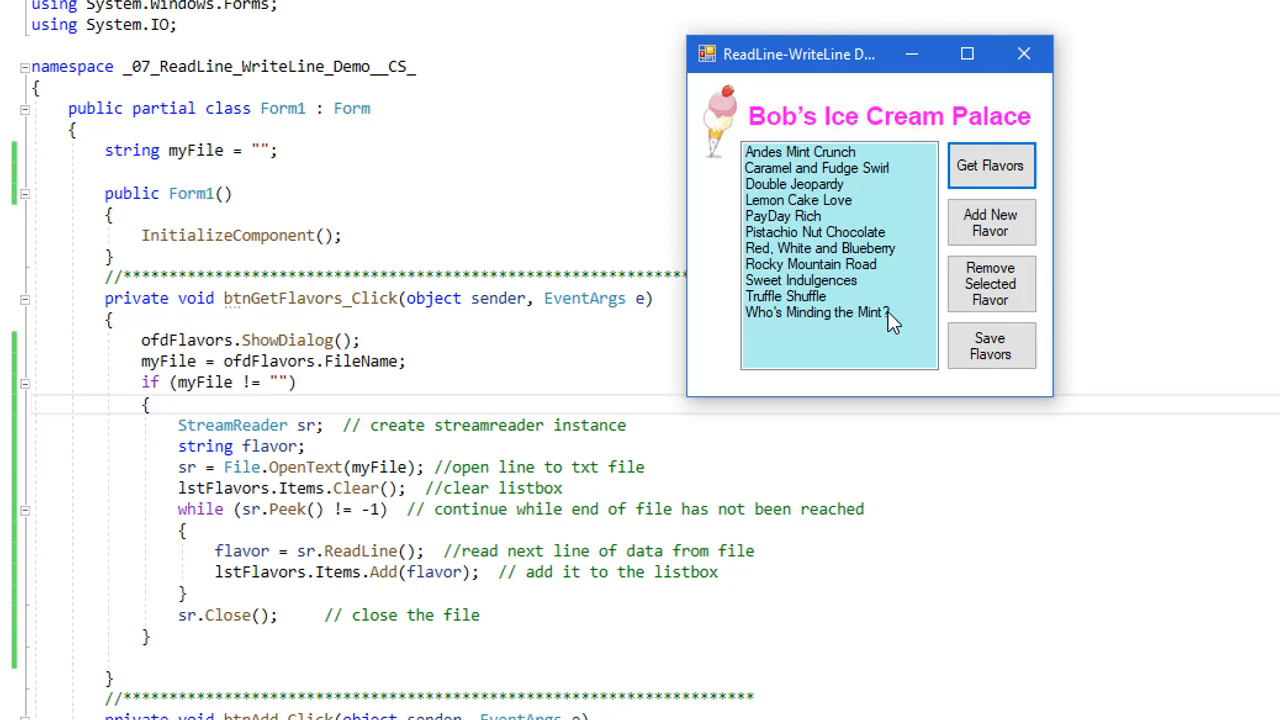 using System.Windows.Forms;
using System.IO;
namespace _07_ReadLine_WriteLine_Demo__CS_
{
public partial class Form1 : Form
{
string myFile = "";
public Form1()
{
InitializeComponent();
}
//*************************************************************
private void btnGetFlavors_Click(object sender, EventArgs e)
{
ofdFlavors.ShowDialog();
myFile = ofdFlavors.FileName;
if (myFile != "")
{
StreamReader sr;  // create streamreader instance
string flavor;
sr = File.OpenText(myFile); //open line to txt file
lstFlavors.Items.Clear();  //clear listbox
while (sr.Peek() != -1)  // continue while end of file has not been reached
{
flavor = sr.ReadLine();  //read next line of data from file
lstFlavors.Items.Add(flavor);  // add it to the listbox
}
sr.Close();     // close the file
}
}
//*********************************************************************
private void btnAdd_Click(object sender, EventArgs e)
ReadLine-WriteLine D...
Bob’s Ice Cream Palace
Andes Mint Crunch
Caramel and Fudge Swirl
Double Jeopardy
Lemon Cake Love
PayDay Rich
Pistachio Nut Chocolate
Red, White and Blueberry
Rocky Mountain Road
Sweet Indulgences
Truffle Shuffle
Who's Minding the Mint?
Get Flavors
Add New
Flavor
Remove
Selected
Flavor
Save
Flavors